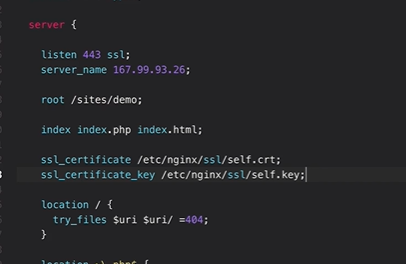 server {
listen 443 ssl;
server_name 167.99.93.26;
root /sites/demo;
index index.php index.html;
ssl_certificate /etc/nginx/ssl/self.crt;
ssl_certificate_key /etc/nginx/ssl/self.key;
location / {
try_files $uri $uri/ =404;
}
location ~\.php$ {